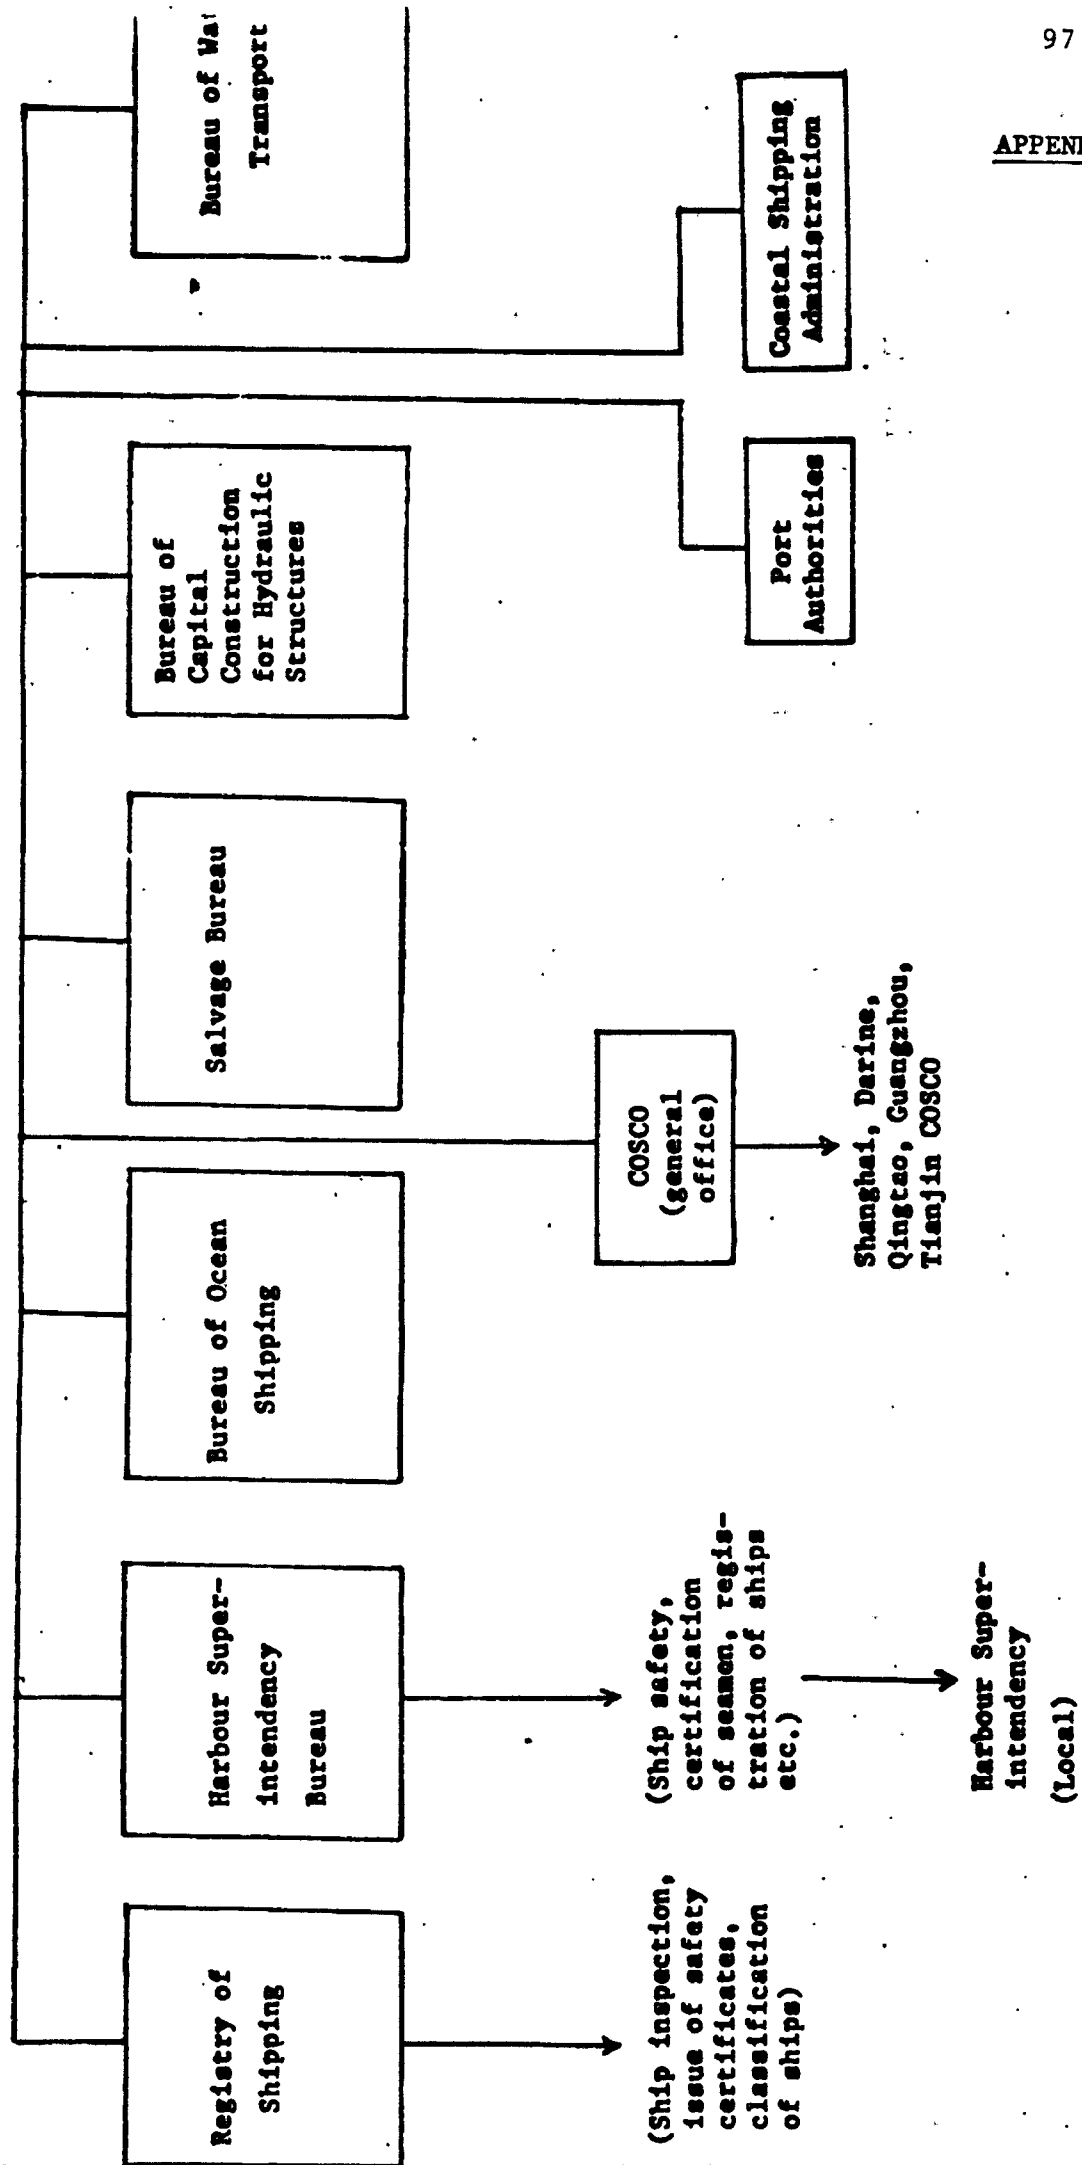 97
APPEN
Registry of
Shipping
Harbour Super-
intendency
Bureau
Bureau of Ocean
Shipping
Salvage Bureau
Bureau of
Capital
Construction
for Hydraulic
Structures
Bureau of
Transport
(Ship inspection,
issue of safety
certificates,
classification
of ships)
(Ship safety,
certification
of seamen, regis-
tration of ships
etc.)
Harbour Super-
intendency
(Local)
COSCO
(general
office)
Shanghai, Darine,
Qingtao, Guangzhou,
Tianjin COSCO
Port
Authorities
Coastal Shipping
Administration